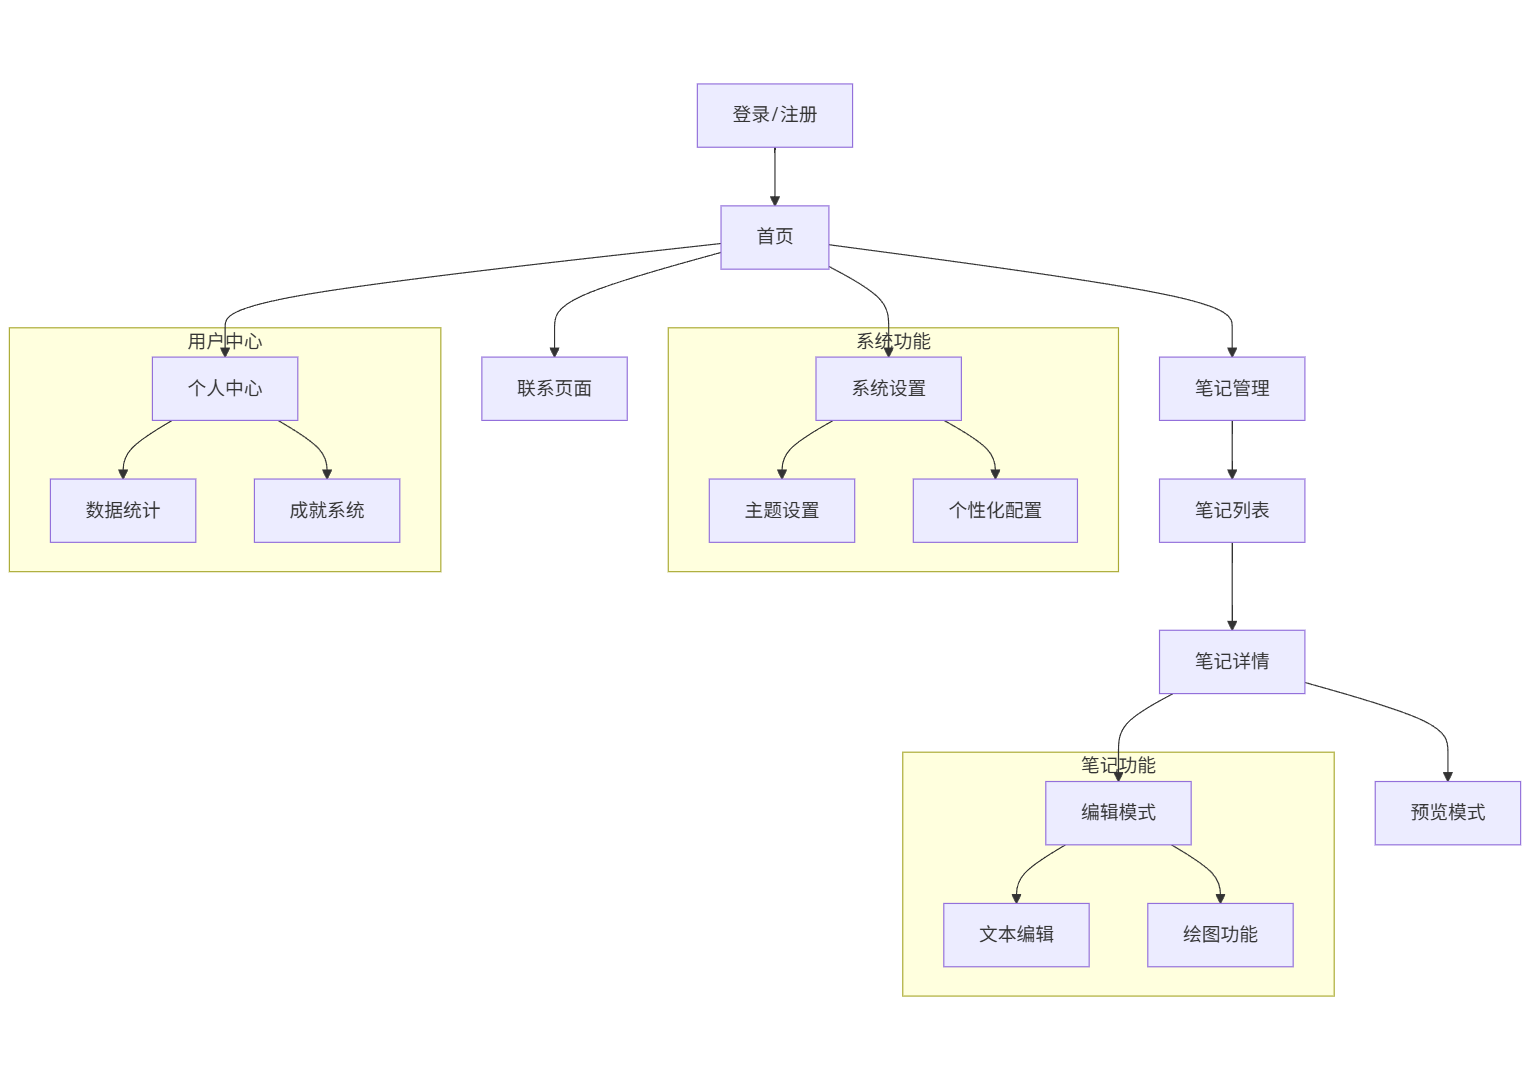 登录/注册
首页
用户中心
系统功能
个人中心
联系页面
系统设置
笔记管理
数据统计
成就系统
主题设置
个性化配置
笔记列表
笔记详情
笔记功能
编辑模式
预览模式
文本编辑
绘图功能